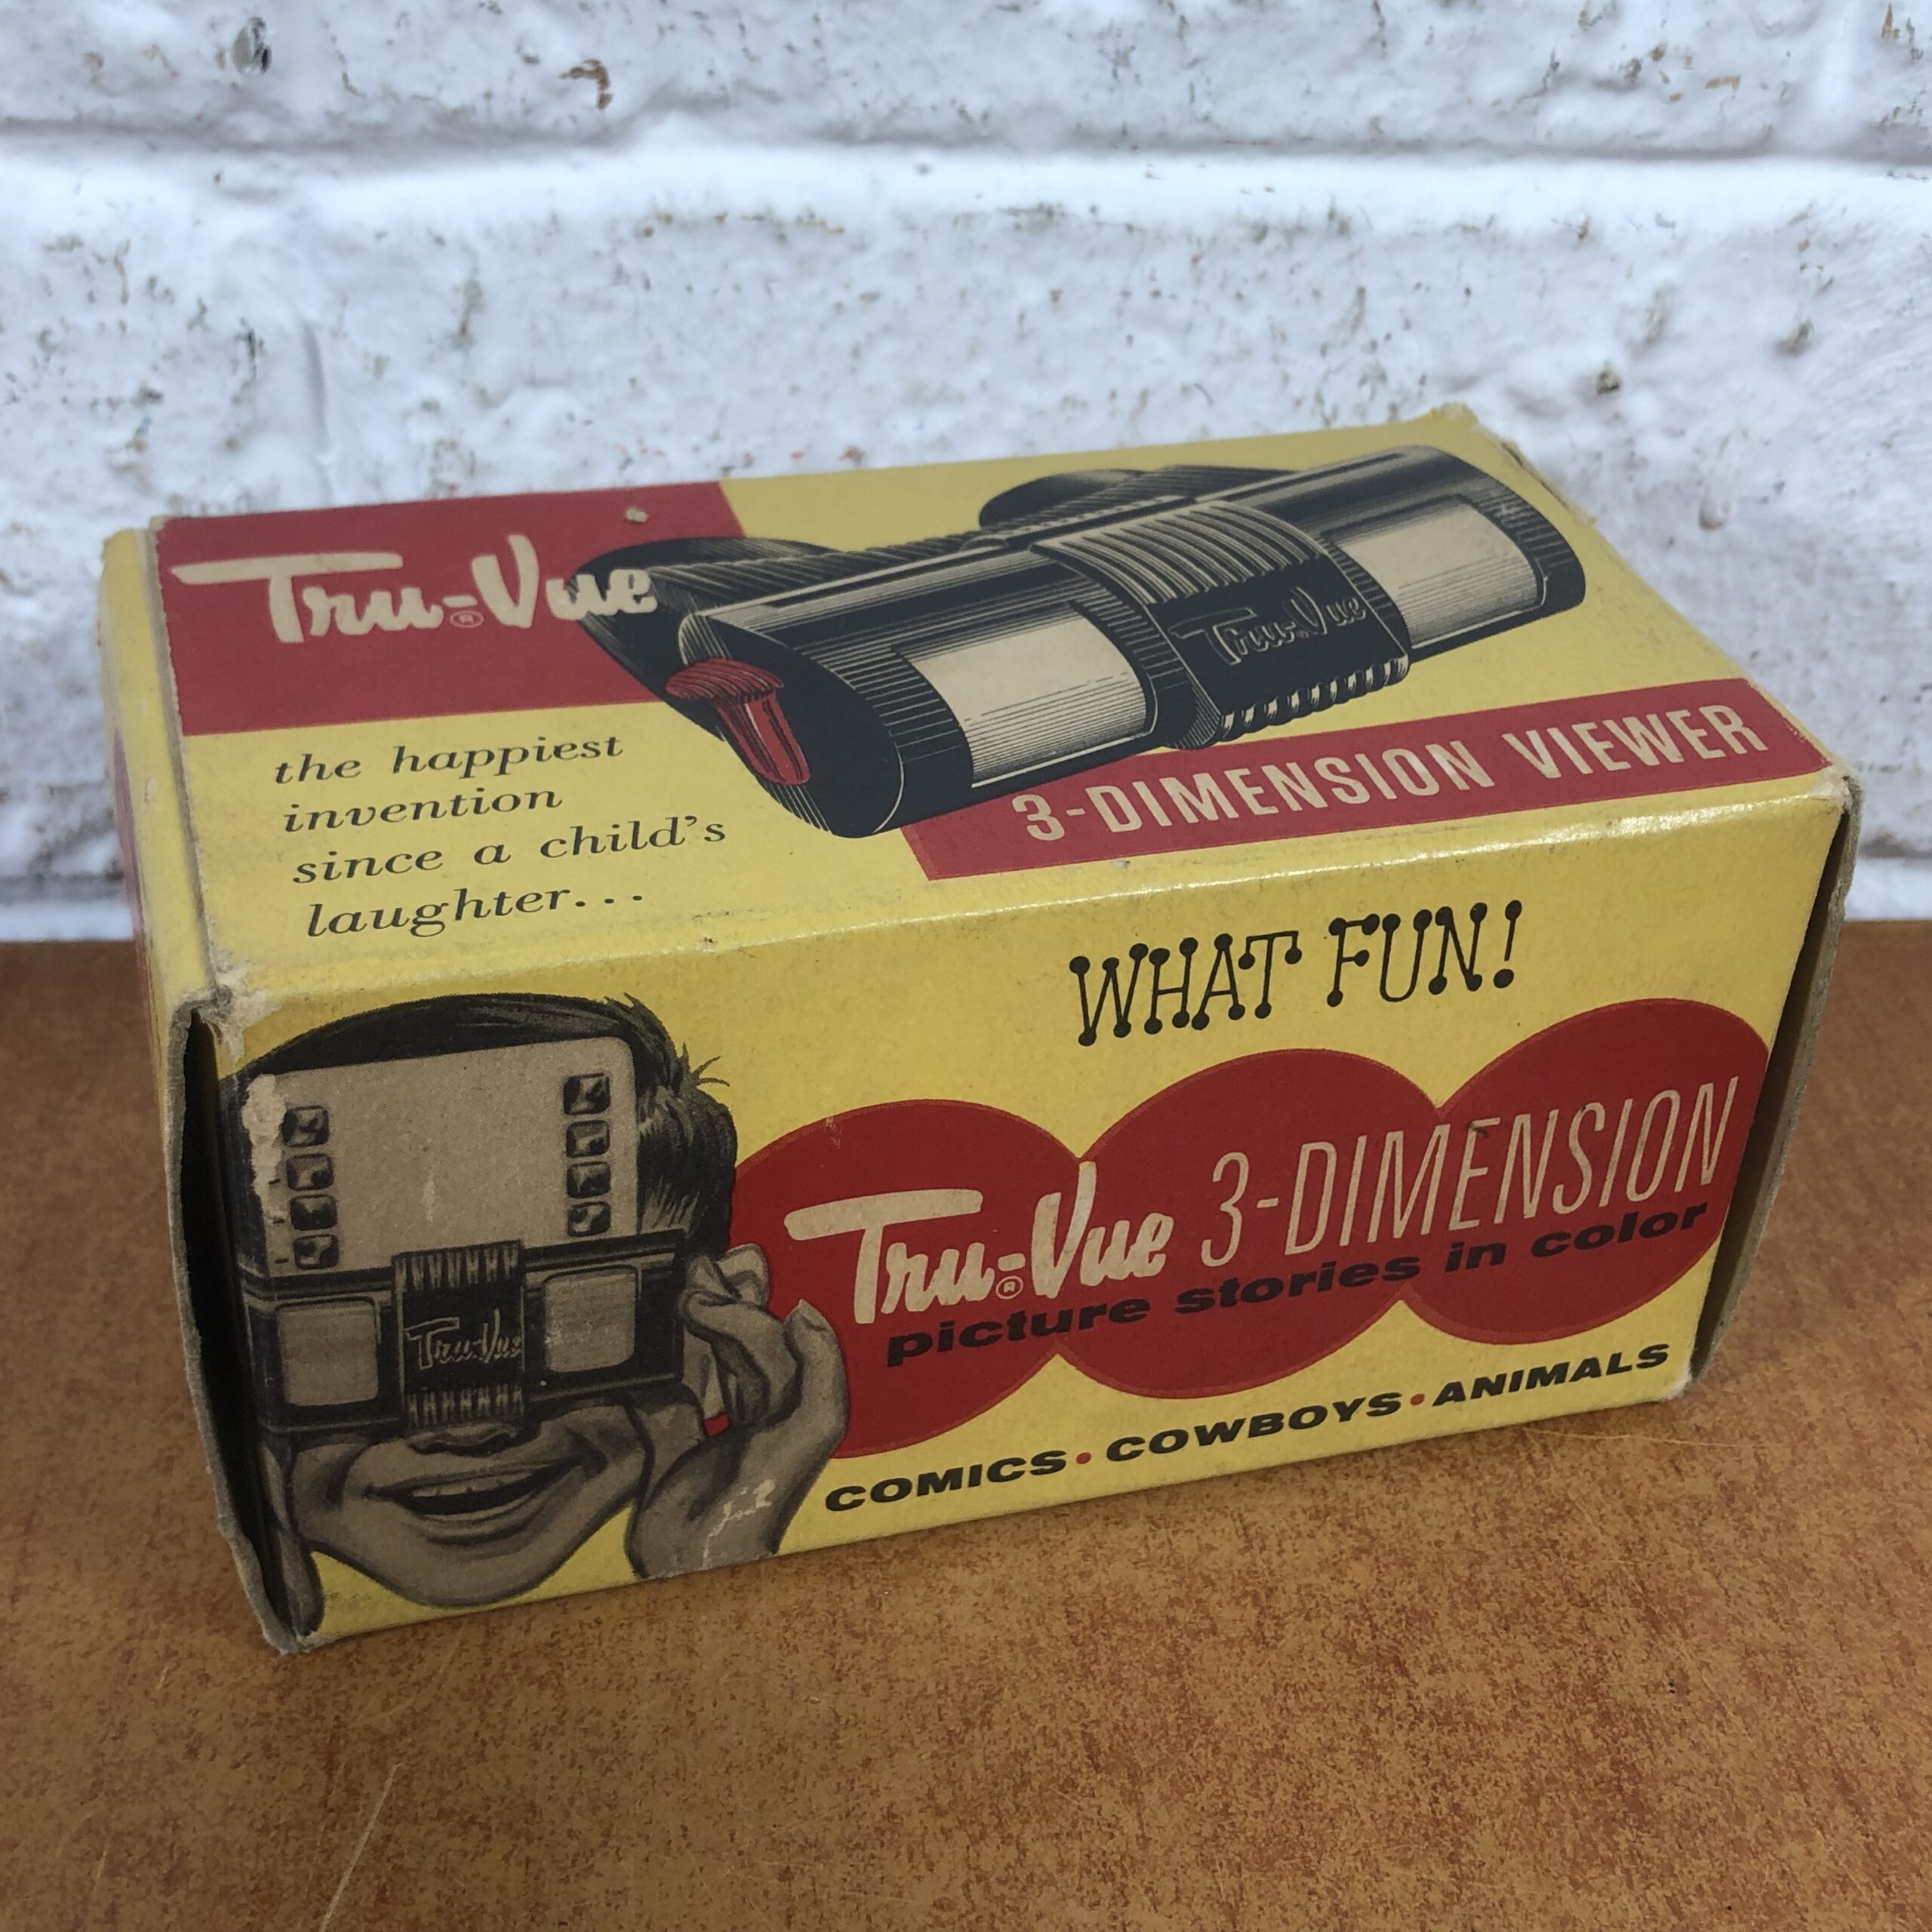 Tru-Vue®
Tru-Vue
the happiest
invention
since a child's
laughter...
3-DIMENSION VIEWER
WHAT FUN!
Tru-Vue® 3-DIMENSION
picture stories in color
COMICS • COWBOYS • ANIMALS
Tru-Vue